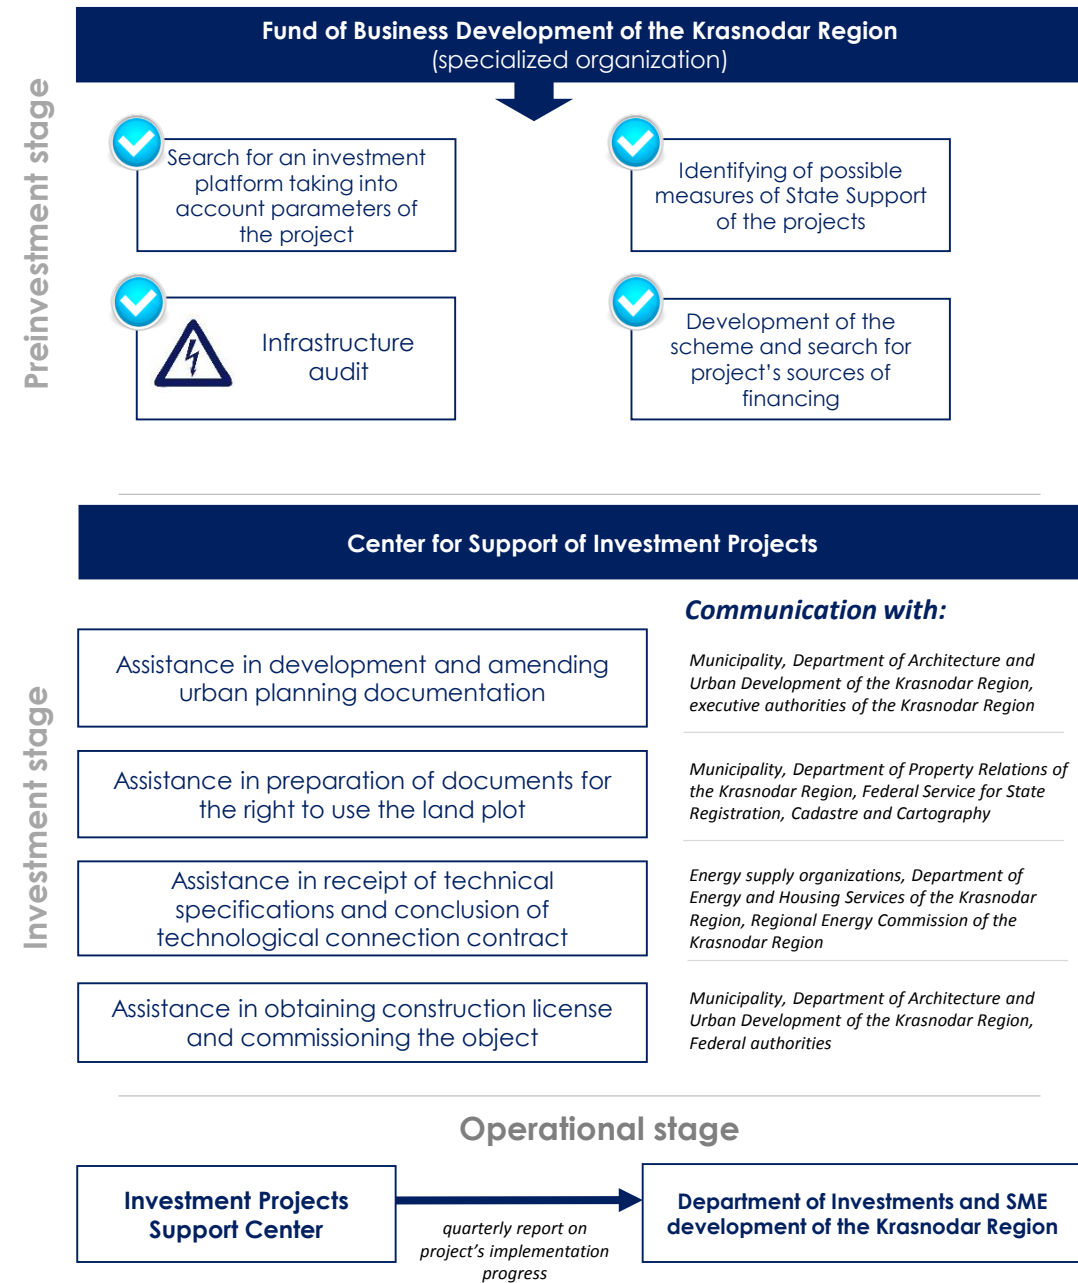 Preinvestment stage
Fund of Business Development of the Krasnodar Region
(specialized organization)
Search for an investment
platform taking into
account parameters of
the project
Identifying of possible
measures of State Support
of the projects
Infrastructure
audit
Development of the
scheme and search for
project's sources of
financing
Investment stage
Center for Support of Investment Projects
Communication with:
Assistance in development and amending
urban planning documentation
Municipality, Department of Architecture and
Urban Development of the Krasnodar Region,
executive authorities of the Krasnodar Region
Assistance in preparation of documents for
the right to use the land plot
Municipality, Department of Property Relations of
the Krasnodar Region, Federal Service for State
Registration, Cadastre and Cartography
Assistance in receipt of technical
specifications and conclusion of
technological connection contract
Energy supply organizations, Department of
Energy and Housing Services of the Krasnodar
Region, Regional Energy Commission of the
Krasnodar Region
Assistance in obtaining construction license
and commissioning the object
Municipality, Department of Architecture and
Urban Development of the Krasnodar Region,
Federal authorities
Operational stage
Investment Projects
Support Center
quarterly report on
project's implementation
progress
Department of Investments and SME
development of the Krasnodar Region